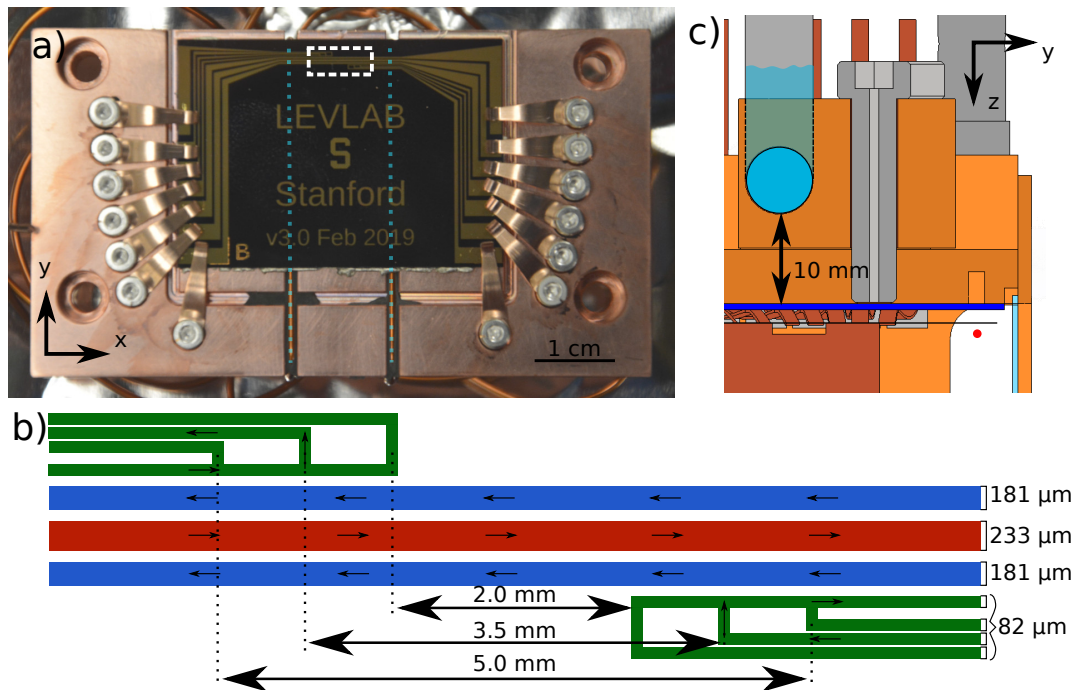 a)
LEVLAB
S
Stanford
v3.0 Feb 2019
B
y
x
1 cm
c)
y
z
10 mm
b)
181 µm
233 µm
181 µm
2.0 mm
82 µm
3.5 mm
5.0 mm